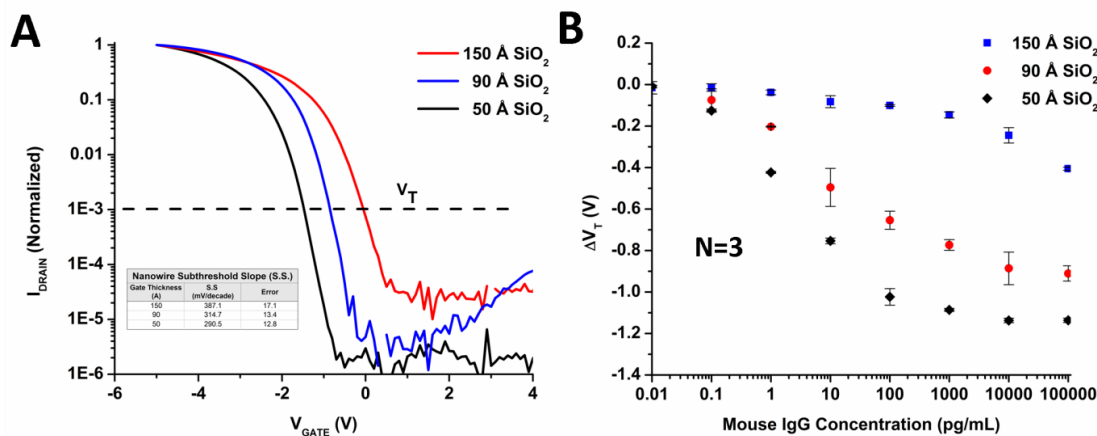 A
150 Å SiO₂
90 Å SiO₂
50 Å SiO₂
I_DRAIN (Normalized)
1
0.1
0.01
1E-3
1E-4
1E-5
1E-6
V_T
Nanowire Subthreshold Slope (S.S.)
Gate Thickness (A) S.S (mV/decade) Error
150 387.1 17.1
90 314.7 13.4
50 290.5 12.8
-6 -4 -2 0 2 4
V_GATE (V)
B
150 Å SiO₂
90 Å SiO₂
50 Å SiO₂
ΔV_T (V)
0.2
0.0
-0.2
-0.4
-0.6
-0.8
-1.0
-1.2
-1.4
N=3
0.01 0.1 1 10 100 1000 10000 100000
Mouse IgG Concentration (pg/mL)